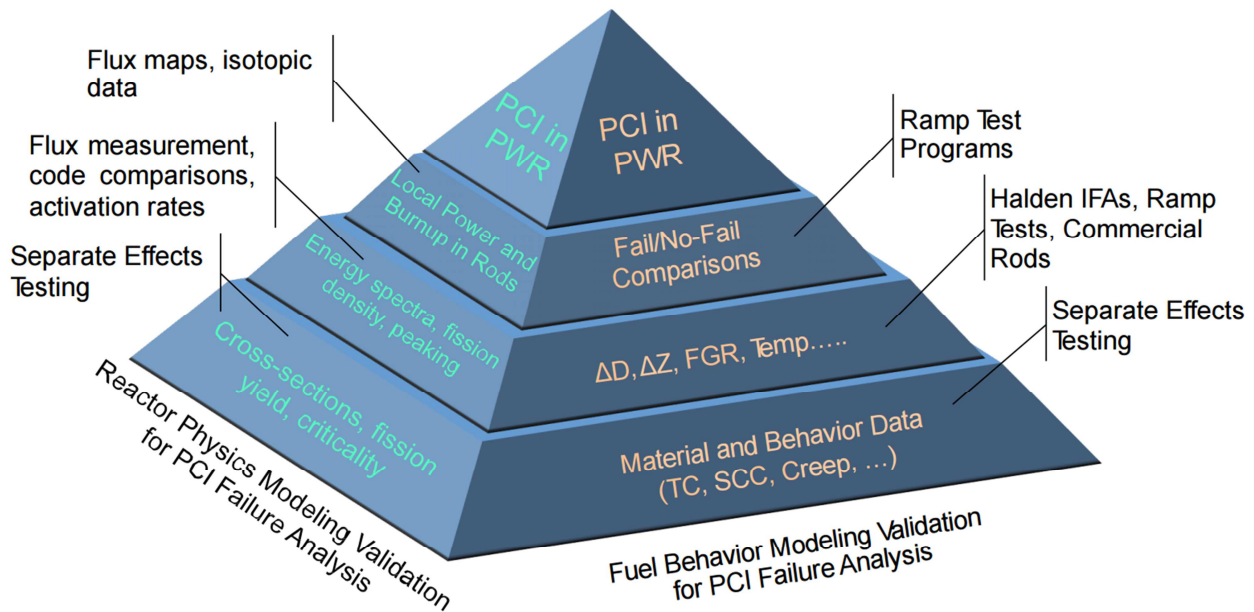 Flux maps, isotopic
data
Flux measurement,
code comparisons,
activation rates
Separate Effects
Testing
PCI in
PWR
Local Power and
Burnup in Rods
Energy spectra, fission
density, peaking
Cross-sections, fission
yield, criticality
Reactor Physics Modeling Validation
for PCI Failure Analysis
PCI in
PWR
Fail/No-Fail
Comparisons
ΔD, ΔZ, FGR, Temp.....
Material and Behavior Data
(TC, SCC, Creep, ...)
Fuel Behavior Modeling Validation
for PCI Failure Analysis
Ramp Test
Programs
Halden IFAs, Ramp
Tests, Commercial
Rods
Separate Effects
Testing